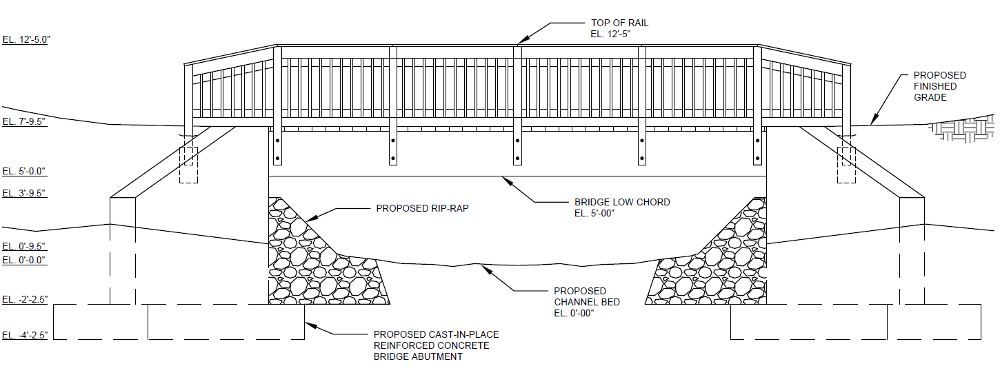 TOP OF RAIL
EL. 12'-5"
EL. 12'-5.0"
PROPOSED
FINISHED
GRADE
EL. 7'-9.5"
EL. 5'-0.0"
EL. 3'-9.5"
PROPOSED RIP-RAP
BRIDGE LOW CHORD
EL. 5'-00"
EL. 0'-9.5"
EL. 0'-0.0"
PROPOSED
CHANNEL BED
EL. 0'-00"
EL. -2'-2.5"
EL. -4'-2.5"
PROPOSED CAST-IN-PLACE
REINFORCED CONCRETE
BRIDGE ABUTMENT